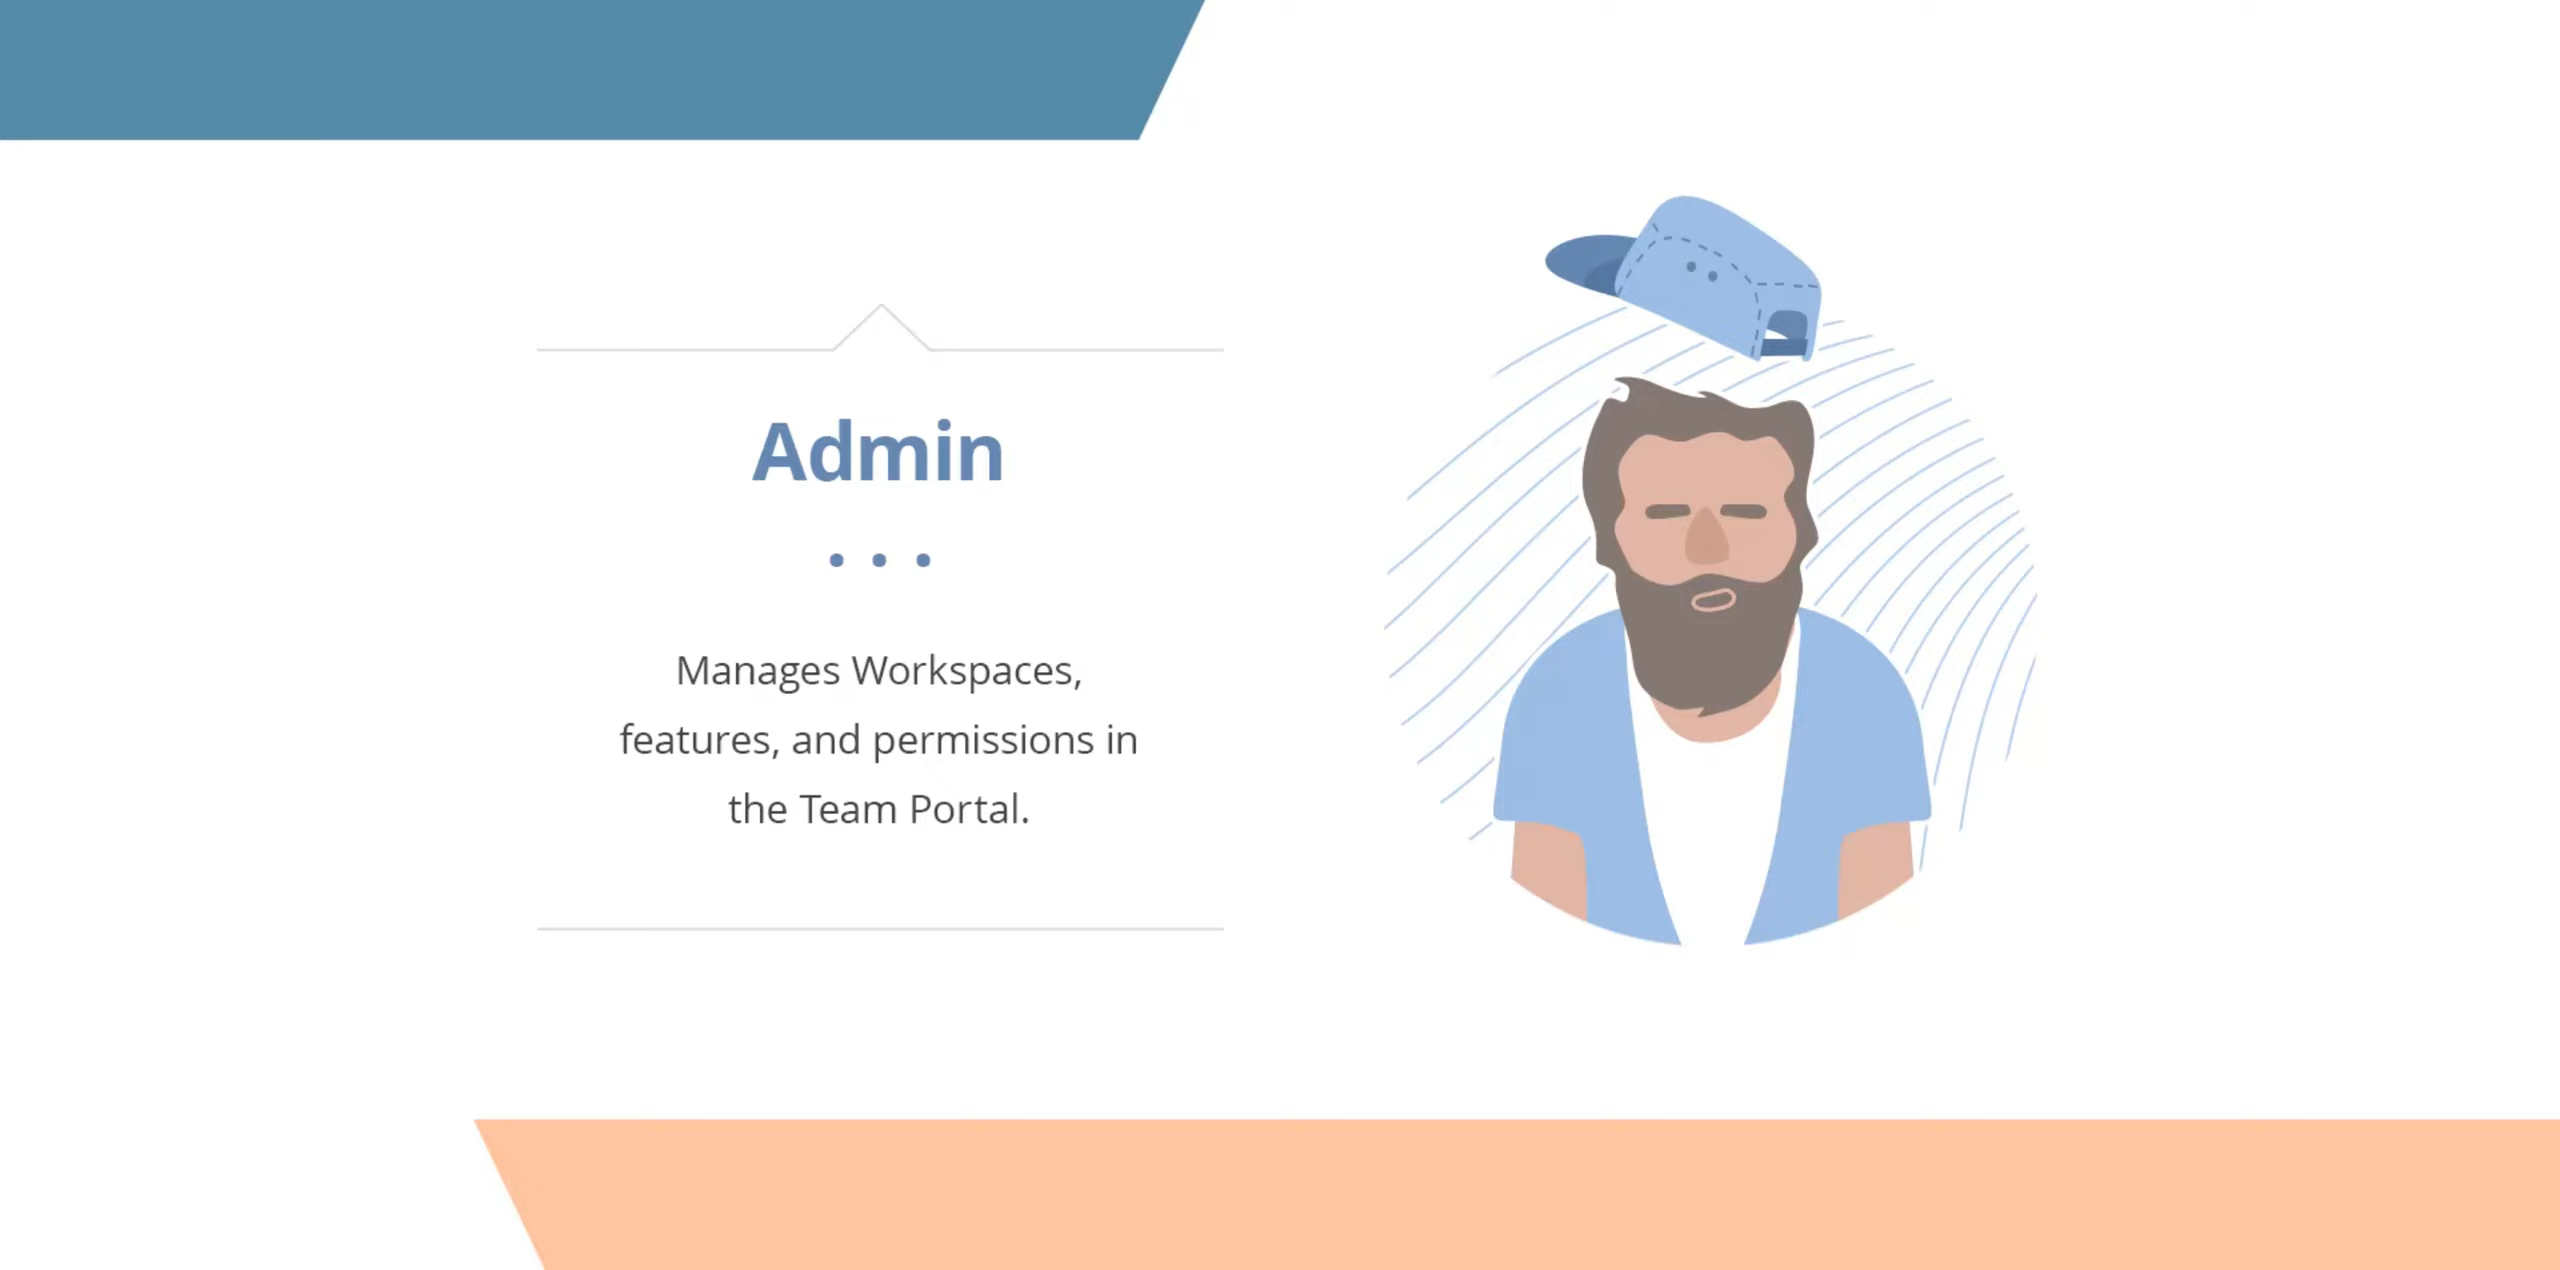 Admin
Manages Workspaces,
features, and permissions in
the Team Portal.